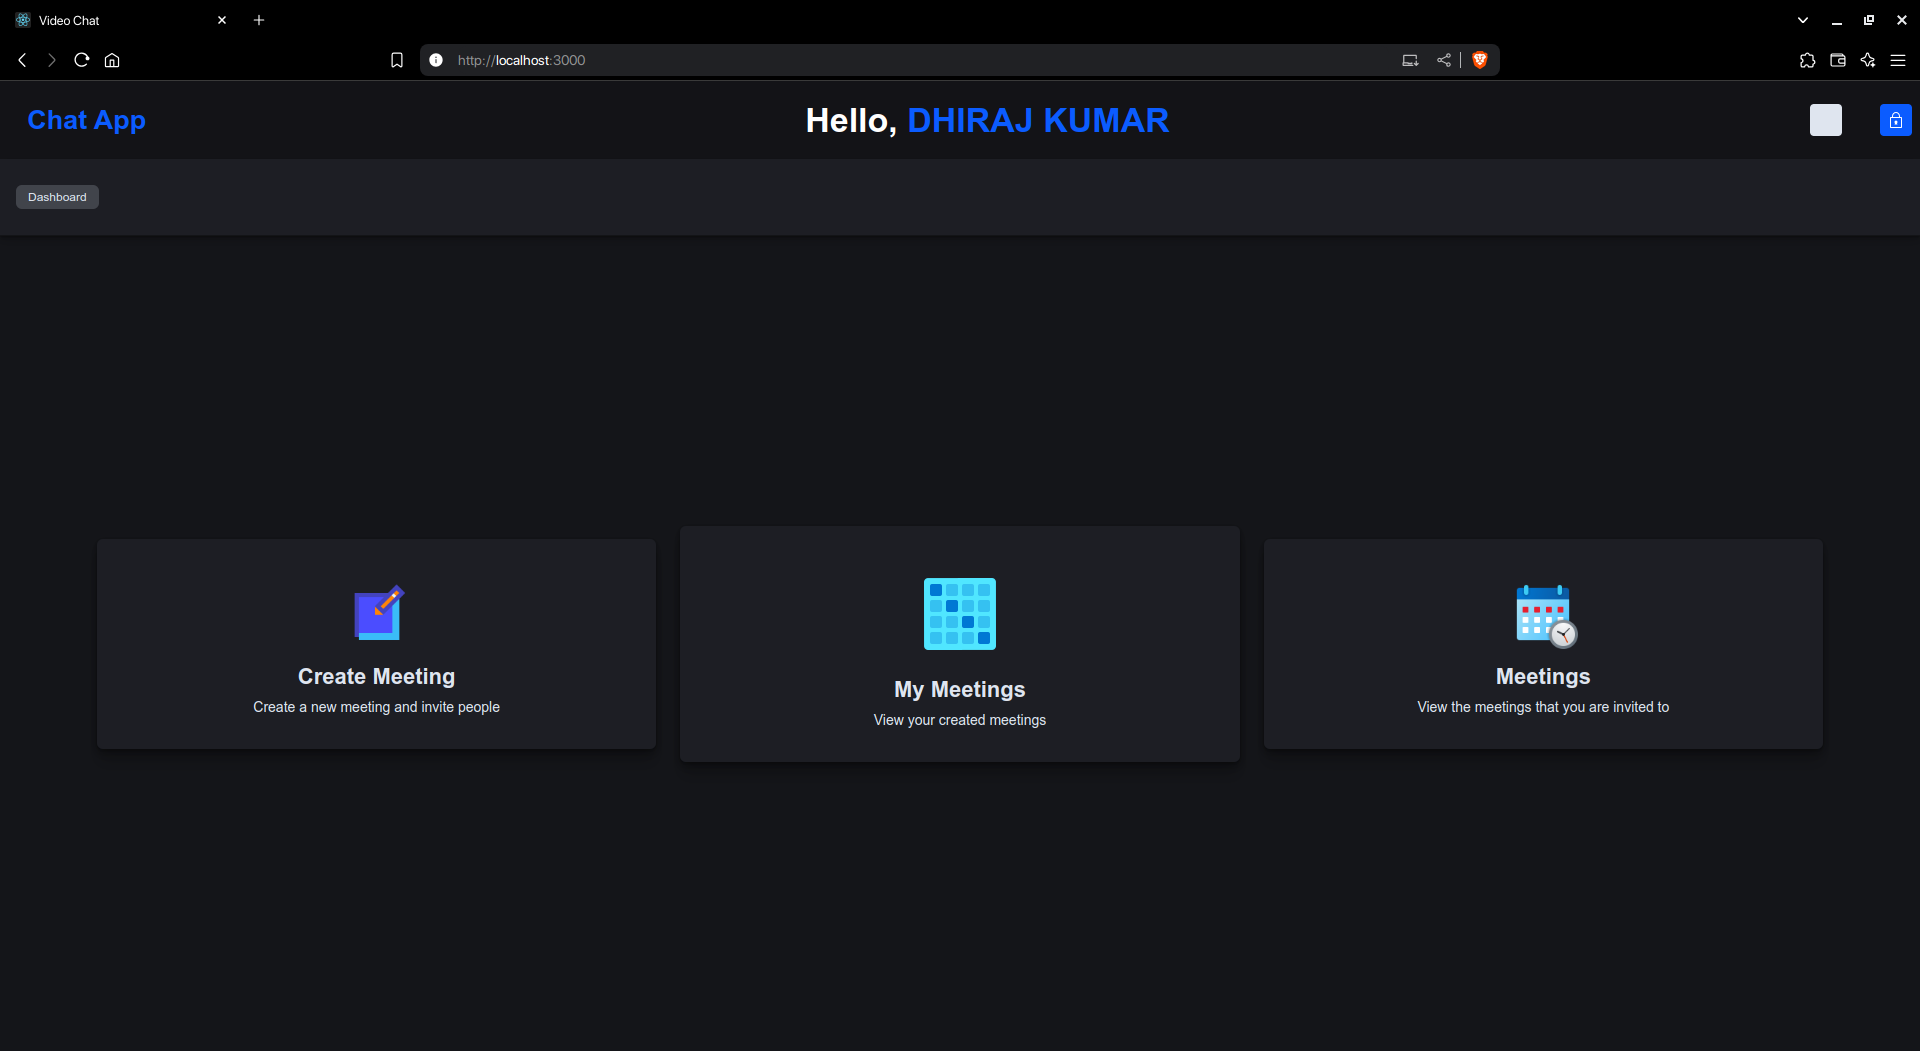 Video Chat
http://localhost:3000
Chat App
Hello, DHIRAJ KUMAR
Dashboard
Create Meeting
Create a new meeting and invite people
My Meetings
View your created meetings
Meetings
View the meetings that you are invited to